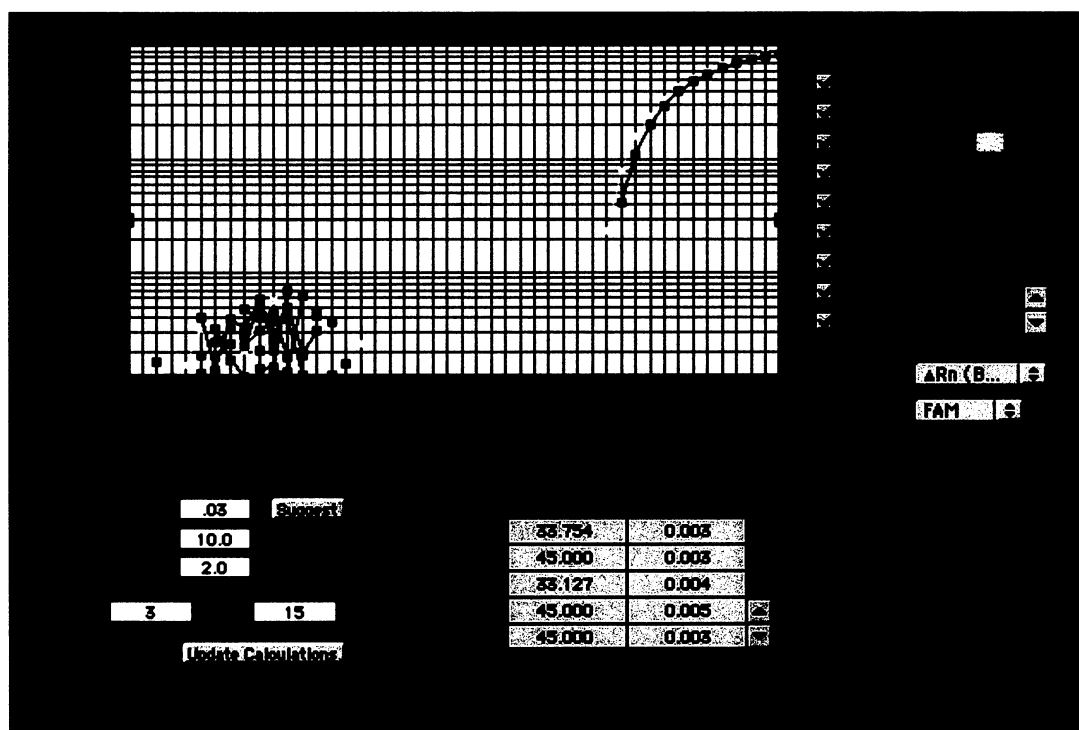 ▲Rn (B...
FAM
.03 Suggest
10.0
2.0
3 15
Update Calculations
33.754 0.003
45.000 0.003
33.127 0.004
45.000 0.005
45.000 0.003